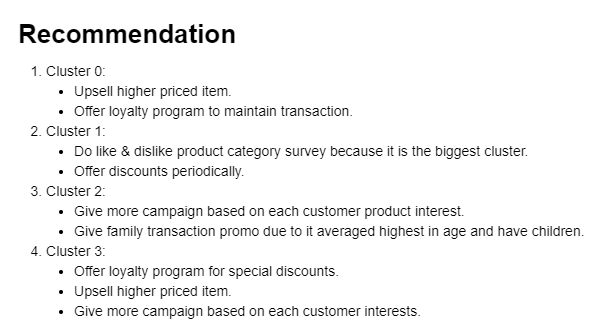 Recommendation
1. Cluster 0:
• Upsell higher priced item.
• Offer loyalty program to maintain transaction.
2. Cluster 1:
• Do like & dislike product category survey because it is the biggest cluster.
• Offer discounts periodically.
3. Cluster 2:
• Give more campaign based on each customer product interest.
• Give family transaction promo due to it averaged highest in age and have children.
4. Cluster 3:
• Offer loyalty program for special discounts.
• Upsell higher priced item.
• Give more campaign based on each customer interests.